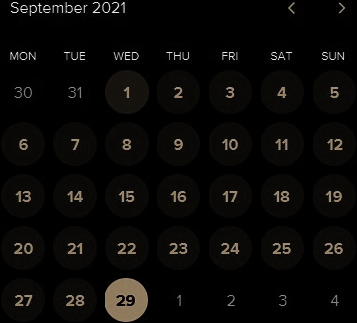 September 2021
MON TUE WED THU FRI SAT SUN
30 31 1 2 3 4 5
6 7 8 9 10 11 12
13 14 15 16 17 18 19
20 21 22 23 24 25 26
27 28 29 1 2 3 4